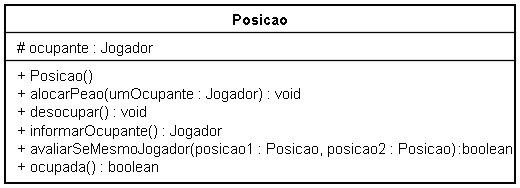 Posicao
# ocupante : Jogador
+ Posicao()
+ alocarPeao(umOcupante : Jogador) : void
+ desocupar() : void
+ informarOcupante() : Jogador
+ avaliarSeMesmoJogador(posicao1 : Posicao, posicao2 : Posicao):boolean
+ ocupada() : boolean